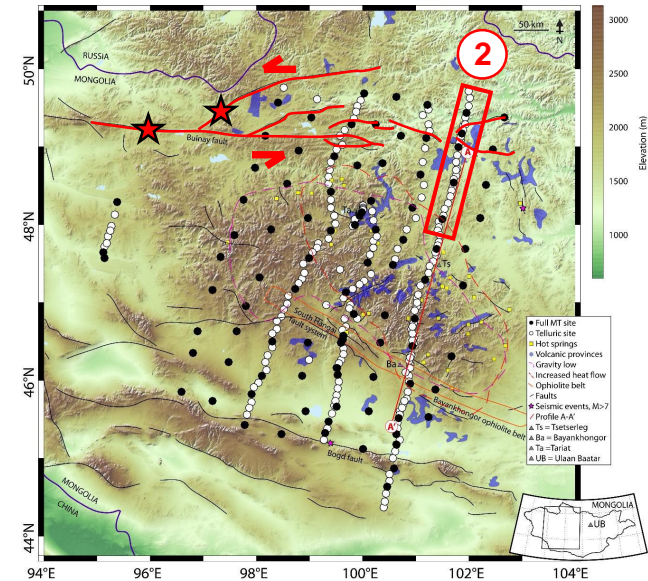 2
50 km
N
50°N
48°N
46°N
44°N
94°E
96°E
98°E
100°E
102°E
104°E
RUSSIA
MONGOLIA
Bulnay fault
Ta
A
Ts
South Hangai
fault system
Ba
A'
Bayankhongor ophiolite belt
Bogd fault
MONGOLIA
CHINA
Full MT site
Telluric site
Hot springs
Volcanic provinces
Gravity low
Increased heat flow
Ophiolite belt
Faults
Seismic events, M>7
Profile A-A'
Ts = Tsetserleg
Ba = Bayankhongor
Ta =Tariat
UB = Ulaan Baatar
MONGOLIA
UB
3000
2500
2000
1500
1000
Elevation (m)